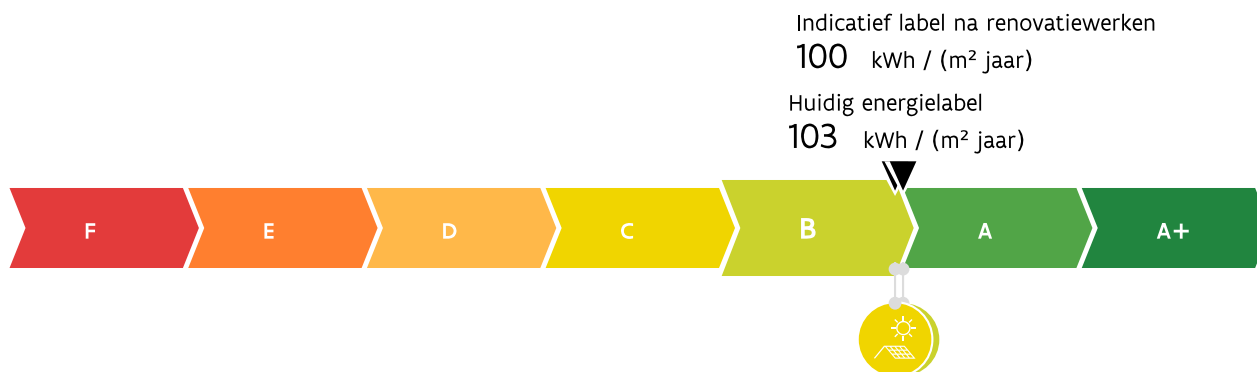 Indicatief label na renovatiewerken
100 kWh / (m² jaar)
Huidig energielabel
103 kWh / (m² jaar)
F E D C B A A+